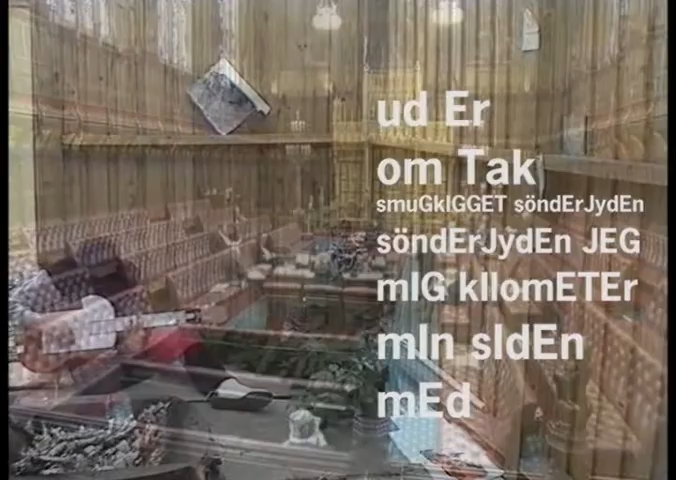 ud Er
om Tak
smuGkIGGET söndErJydEn
söndErJydEn JEG
mIG kIlomETEr
mIn sIdEn
mEd